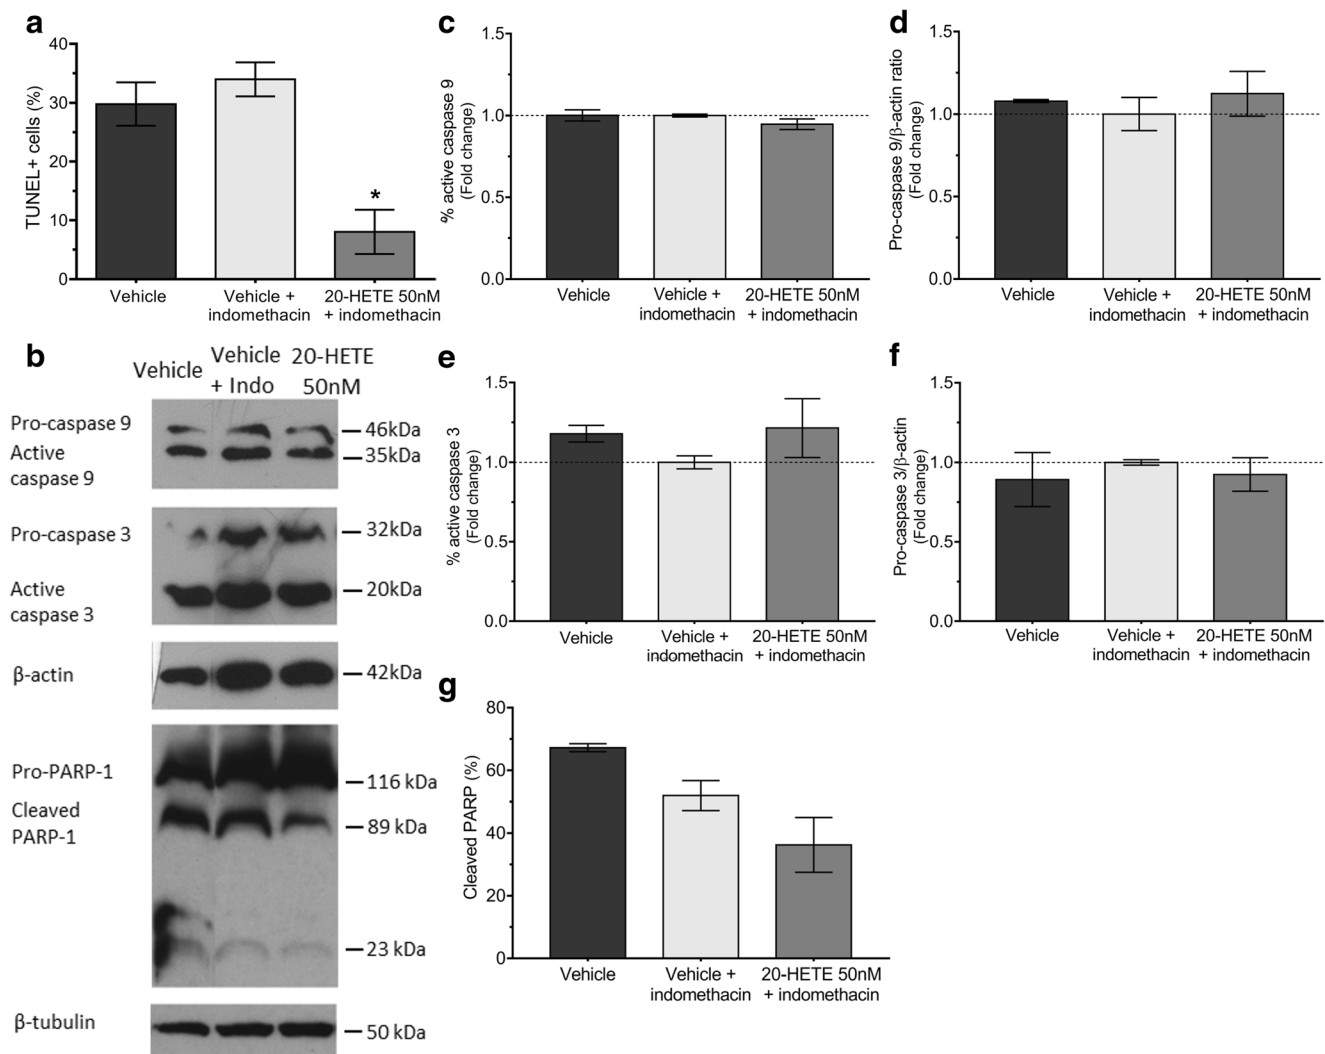 a
TUNEL+ cells (%)
40
30
20
10
0
*
Vehicle
Vehicle +
indomethacin
20-HETE 50nM
+ indomethacin
c
% active caspase 9
(Fold change)
1.5
1.0
0.5
0.0
Vehicle
Vehicle +
indomethacin
20-HETE 50nM
+ indomethacin
d
Pro-caspase 9/β-actin ratio
(Fold change)
1.5
1.0
0.5
0.0
Vehicle
Vehicle +
indomethacin
20-HETE 50nM
+ indomethacin
b
Vehicle
Vehicle
+ Indo
20-HETE
50nM
Pro-caspase 9
46kDa
Active
caspase 9
35kDa
Pro-caspase 3
32kDa
Active
caspase 3
20kDa
β-actin
42kDa
Pro-PARP-1
116 kDa
Cleaved
PARP-1
89 kDa
23 kDa
β-tubulin
50 kDa
e
% active caspase 3
(Fold change)
1.5
1.0
0.5
0.0
Vehicle
Vehicle +
indomethacin
20-HETE 50nM
+ indomethacin
f
Pro-caspase 3/β-actin
(Fold change)
1.5
1.0
0.5
0.0
Vehicle
Vehicle +
indomethacin
20-HETE 50nM
+ indomethacin
g
Cleaved PARP (%)
80
60
40
20
0
Vehicle
Vehicle +
indomethacin
20-HETE 50nM
+ indomethacin